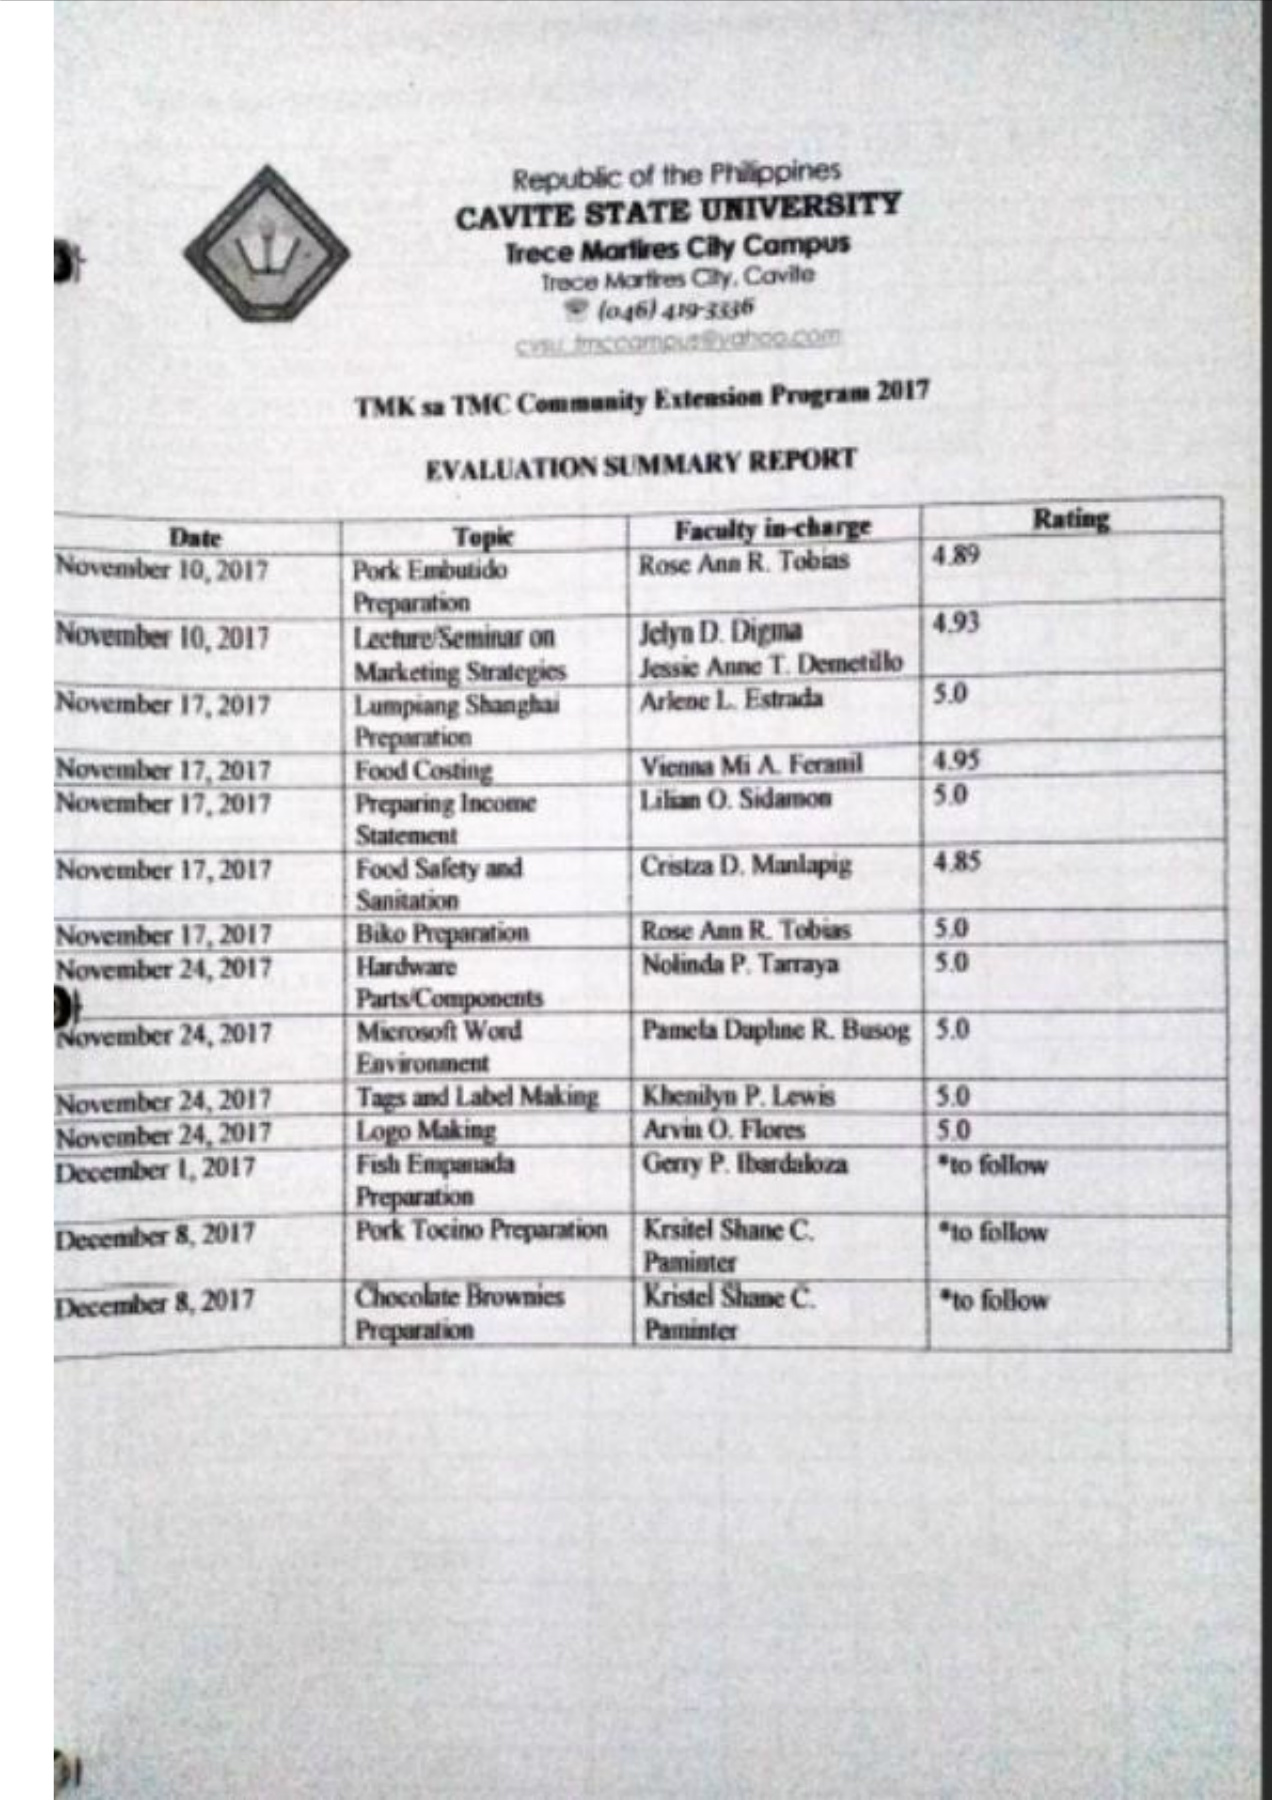 Republic of the Philippines
CAVITE STATE UNIVERSITY
Trece Martires City Campus
Trece Martires City, Cavite
☎ (046) 419-3336
cvsu_tmccampus@yahoo.com
TMK sa TMC Community Extension Program 2017
EVALUATION SUMMARY REPORT
Date Topic Faculty in-charge Rating
November 10, 2017 Pork Embutido Rose Ann R. Tobias 4.89
Preparation
November 10, 2017 Lecture/Seminar on Jelyn D. Digma 4.93
Marketing Strategies Jessie Anne T. Demetillo
November 17, 2017 Lumpiang Shanghai Arlene L. Estrada 5.0
Preparation
November 17, 2017 Food Costing Vienna Mi A. Feranil 4.95
November 17, 2017 Preparing Income Lilian O. Sidamon 5.0
Statement
November 17, 2017 Food Safety and Cristza D. Manlapig 4.85
Sanitation
November 17, 2017 Biko Preparation Rose Ann R. Tobias 5.0
November 24, 2017 Hardware Nolinda P. Tarraya 5.0
Parts/Components
November 24, 2017 Microsoft Word Pamela Daphne R. Busog 5.0
Environment
November 24, 2017 Tags and Label Making Khenilyn P. Lewis 5.0
November 24, 2017 Logo Making Arvin O. Flores 5.0
December 1, 2017 Fish Empanada Gerry P. Ibardaloza *to follow
Preparation
December 8, 2017 Pork Tocino Preparation Krsitel Shane C. *to follow
Paminter
December 8, 2017 Chocolate Brownies Kristel Shane C. *to follow
Preparation Paminter